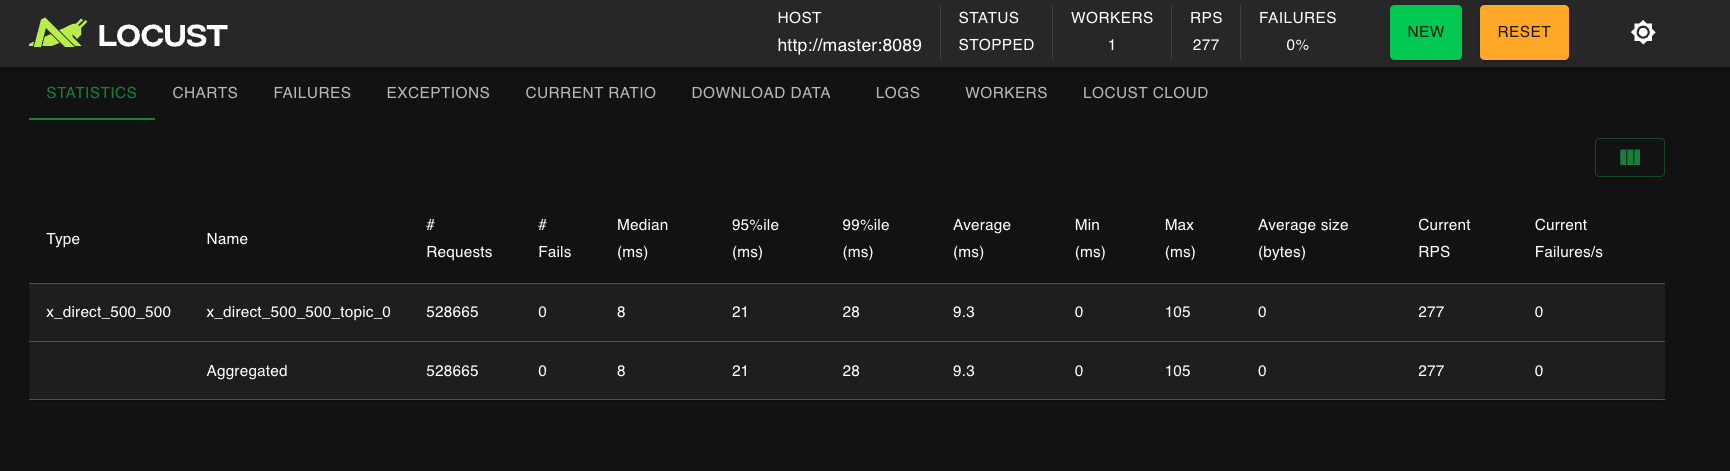 LOCUST
HOST
http://master:8089
STATUS
STOPPED
WORKERS
1
RPS
277
FAILURES
0%
NEW
RESET
STATISTICS CHARTS FAILURES EXCEPTIONS CURRENT RATIO DOWNLOAD DATA LOGS WORKERS LOCUST CLOUD
Type Name # Requests # Fails Median (ms) 95%ile (ms) 99%ile (ms) Average (ms) Min (ms) Max (ms) Average size (bytes) Current RPS Current Failures/s
x_direct_500_500 x_direct_500_500_topic_0 528665 0 8 21 28 9.3 0 105 0 277 0
Aggregated 528665 0 8 21 28 9.3 0 105 0 277 0